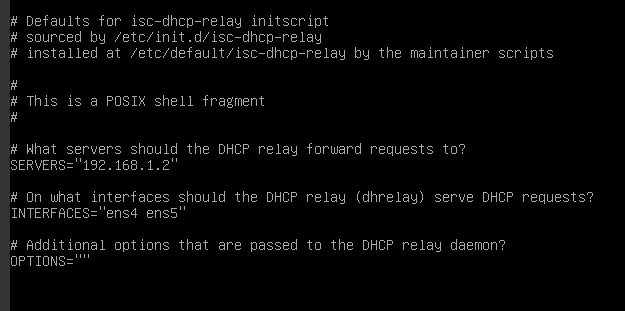 # Defaults for isc-dhcp-relay initscript
# sourced by /etc/init.d/isc-dhcp-relay
# installed at /etc/default/isc-dhcp-relay by the maintainer scripts
#
# This is a POSIX shell fragment
#
# What servers should the DHCP relay forward requests to?
SERVERS="192.168.1.2"
# On what interfaces should the DHCP relay (dhrelay) serve DHCP requests?
INTERFACES="ens4 ens5"
# Additional options that are passed to the DHCP relay daemon?
OPTIONS=""